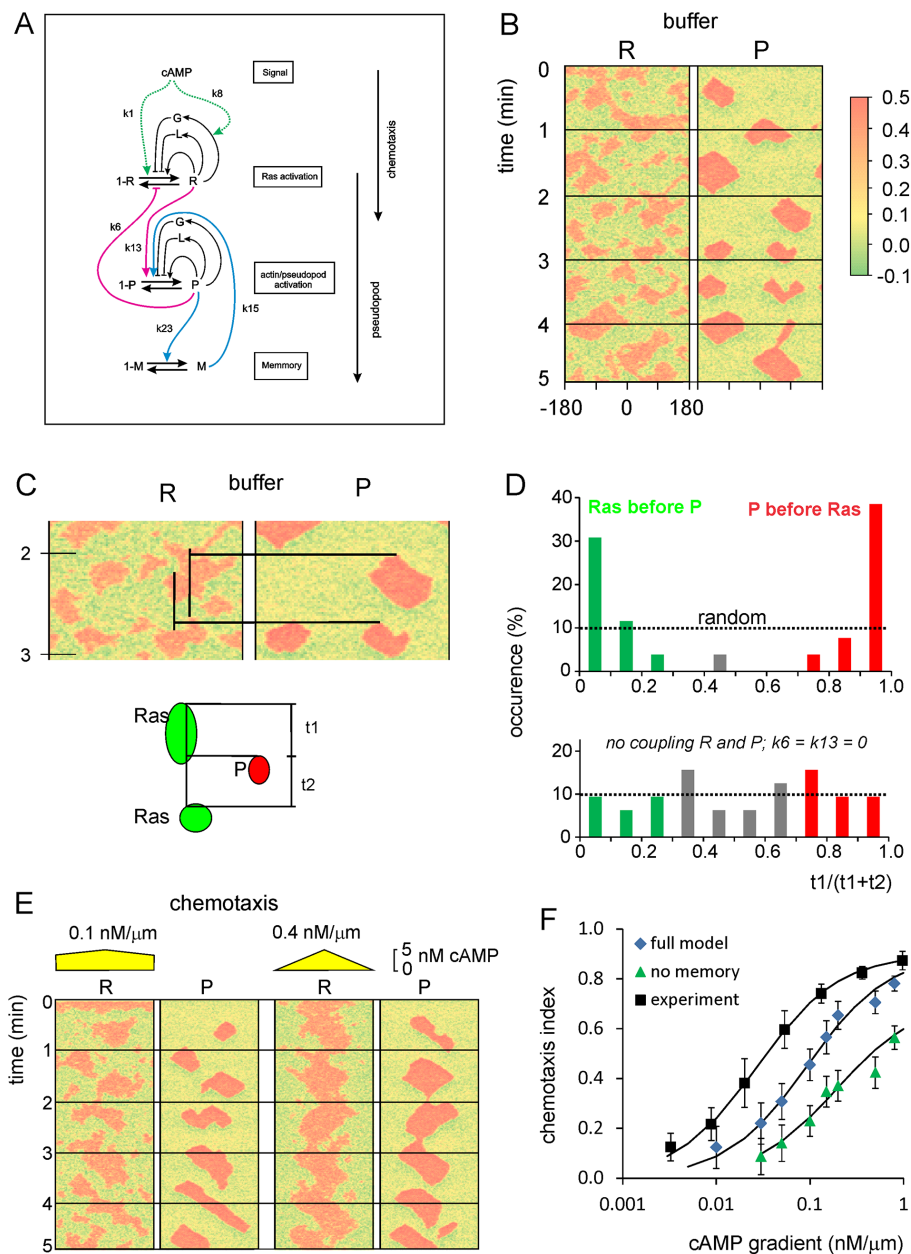 A
cAMP
Signal
k1
k8
G
L
1-R
R
Ras activation
chemotaxis
k6
k13
G
L
1-P
P
actin/pseudopod
activation
k15
k23
pseudopod
1-M
M
Memmory
B
buffer
R
P
time (min)
0
1
2
3
4
5
-180
0
180
0.5
0.4
0.3
0.2
0.1
0.0
-0.1
C
buffer
R
P
2
3
Ras
t1
P
t2
Ras
D
occurence (%)
40
30
20
10
0
Ras before P
P before Ras
random
0
0.2
0.4
0.6
0.8
1.0
no coupling R and P; k6 = k13 = 0
20
10
0
0
0.2
0.4
0.6
0.8
1.0
t1/(t1+t2)
E
chemotaxis
0.1 nM/µm
0.4 nM/µm
5
0
nM cAMP
R
P
R
P
time (min)
0
1
2
3
4
5
F
chemotaxis index
1.0
0.8
0.6
0.4
0.2
0.0
full model
no memory
experiment
0.001
0.01
0.1
1
cAMP gradient (nM/µm)